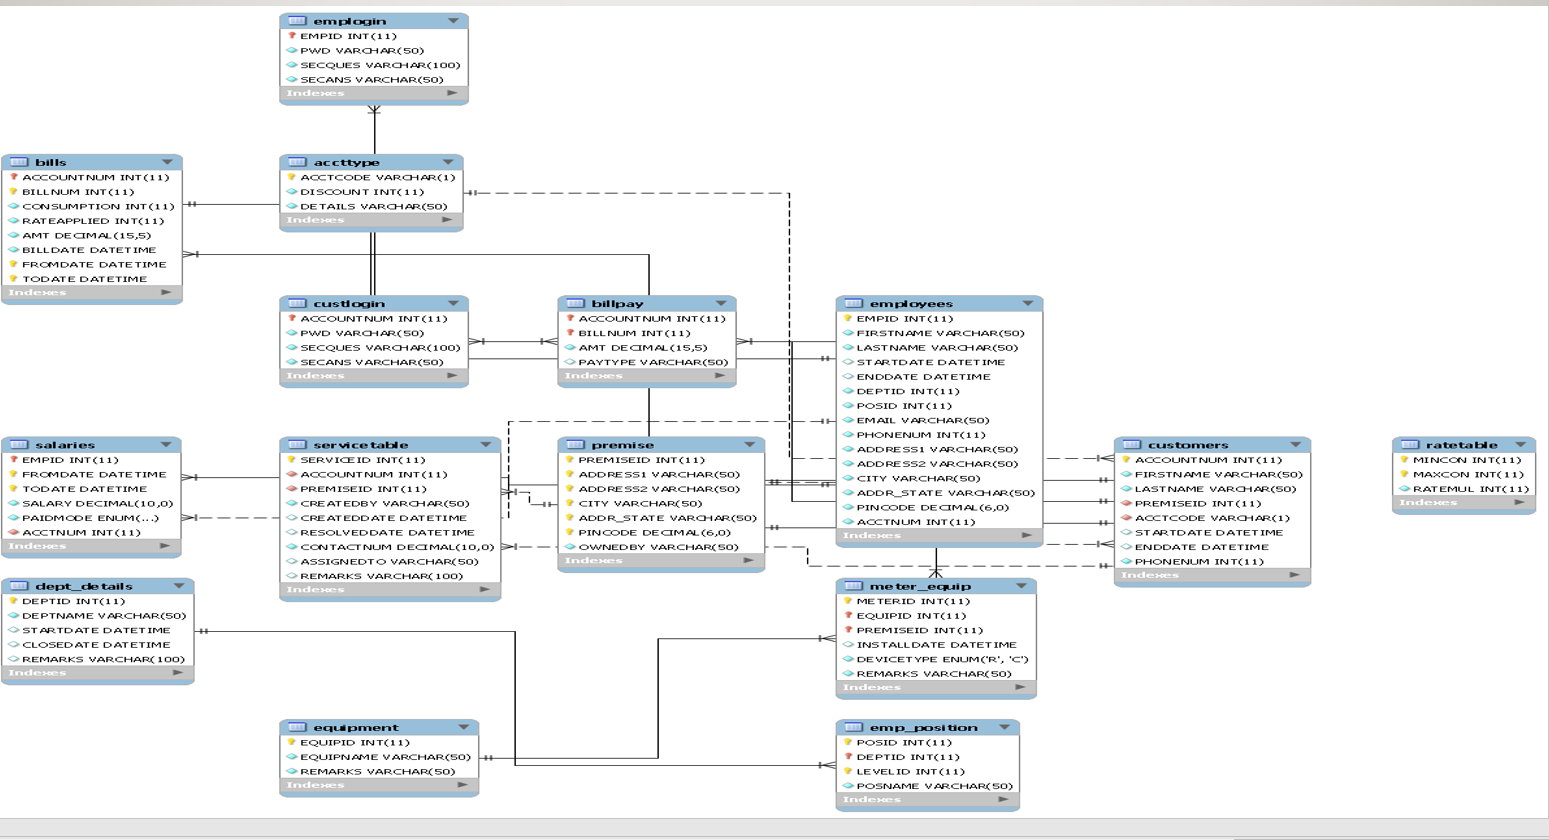 emplogin
EMPID INT(11)
PWD VARCHAR(50)
SECQUES VARCHAR(100)
SECANS VARCHAR(50)
Indexes
bills
ACCOUNTNUM INT(11)
BILLNUM INT(11)
CONSUMPTION INT(11)
RATEAPPLIED INT(11)
AMT DECIMAL(15,5)
BILLDATE DATETIME
FROMDATE DATETIME
TODATE DATETIME
Indexes
accttype
ACCTCODE VARCHAR(1)
DISCOUNT INT(11)
DETAILS VARCHAR(50)
Indexes
custlogin
ACCOUNTNUM INT(11)
PWD VARCHAR(50)
SECQUES VARCHAR(100)
SECANS VARCHAR(50)
Indexes
billpay
ACCOUNTNUM INT(11)
BILLNUM INT(11)
AMT DECIMAL(15,5)
PAYTYPE VARCHAR(50)
Indexes
employees
EMPID INT(11)
FIRSTNAME VARCHAR(50)
LASTNAME VARCHAR(50)
STARTDATE DATETIME
ENDDATE DATETIME
DEPTID INT(11)
POSID INT(11)
EMAIL VARCHAR(50)
PHONENUM INT(11)
ADDRESS1 VARCHAR(50)
ADDRESS2 VARCHAR(50)
CITY VARCHAR(50)
ADDR_STATE VARCHAR(50)
PINCODE DECIMAL(6,0)
ACCTNUM INT(11)
Indexes
salaries
EMPID INT(11)
FROMDATE DATETIME
TODATE DATETIME
SALARY DECIMAL(10,0)
PAIDMODE ENUM(...)
ACCTNUM INT(11)
Indexes
servicetable
SERVICEID INT(11)
ACCOUNTNUM INT(11)
PREMISEID INT(11)
CREATEDBY VARCHAR(50)
CREATEDDATE DATETIME
RESOLVEDDATE DATETIME
CONTACTNUM DECIMAL(10,0)
ASSIGNEDTO VARCHAR(50)
REMARKS VARCHAR(100)
Indexes
premise
PREMISEID INT(11)
ADDRESS1 VARCHAR(50)
ADDRESS2 VARCHAR(50)
CITY VARCHAR(50)
ADDR_STATE VARCHAR(50)
PINCODE DECIMAL(6,0)
OWNEDBY VARCHAR(50)
Indexes
customers
ACCOUNTNUM INT(11)
FIRSTNAME VARCHAR(50)
LASTNAME VARCHAR(50)
PREMISEID INT(11)
ACCTCODE VARCHAR(1)
STARTDATE DATETIME
ENDDATE DATETIME
PHONENUM INT(11)
Indexes
ratetable
MINCON INT(11)
MAXCON INT(11)
RATEMUL INT(11)
Indexes
dept_details
DEPTID INT(11)
DEPTNAME VARCHAR(50)
STARTDATE DATETIME
CLOSEDATE DATETIME
REMARKS VARCHAR(100)
Indexes
meter_equip
METERID INT(11)
EQUIPID INT(11)
PREMISEID INT(11)
INSTALLDATE DATETIME
DEVICETYPE ENUM('R', 'C')
REMARKS VARCHAR(50)
Indexes
equipment
EQUIPID INT(11)
EQUIPNAME VARCHAR(50)
REMARKS VARCHAR(50)
Indexes
emp_position
POSID INT(11)
DEPTID INT(11)
LEVELID INT(11)
POSNAME VARCHAR(50)
Indexes